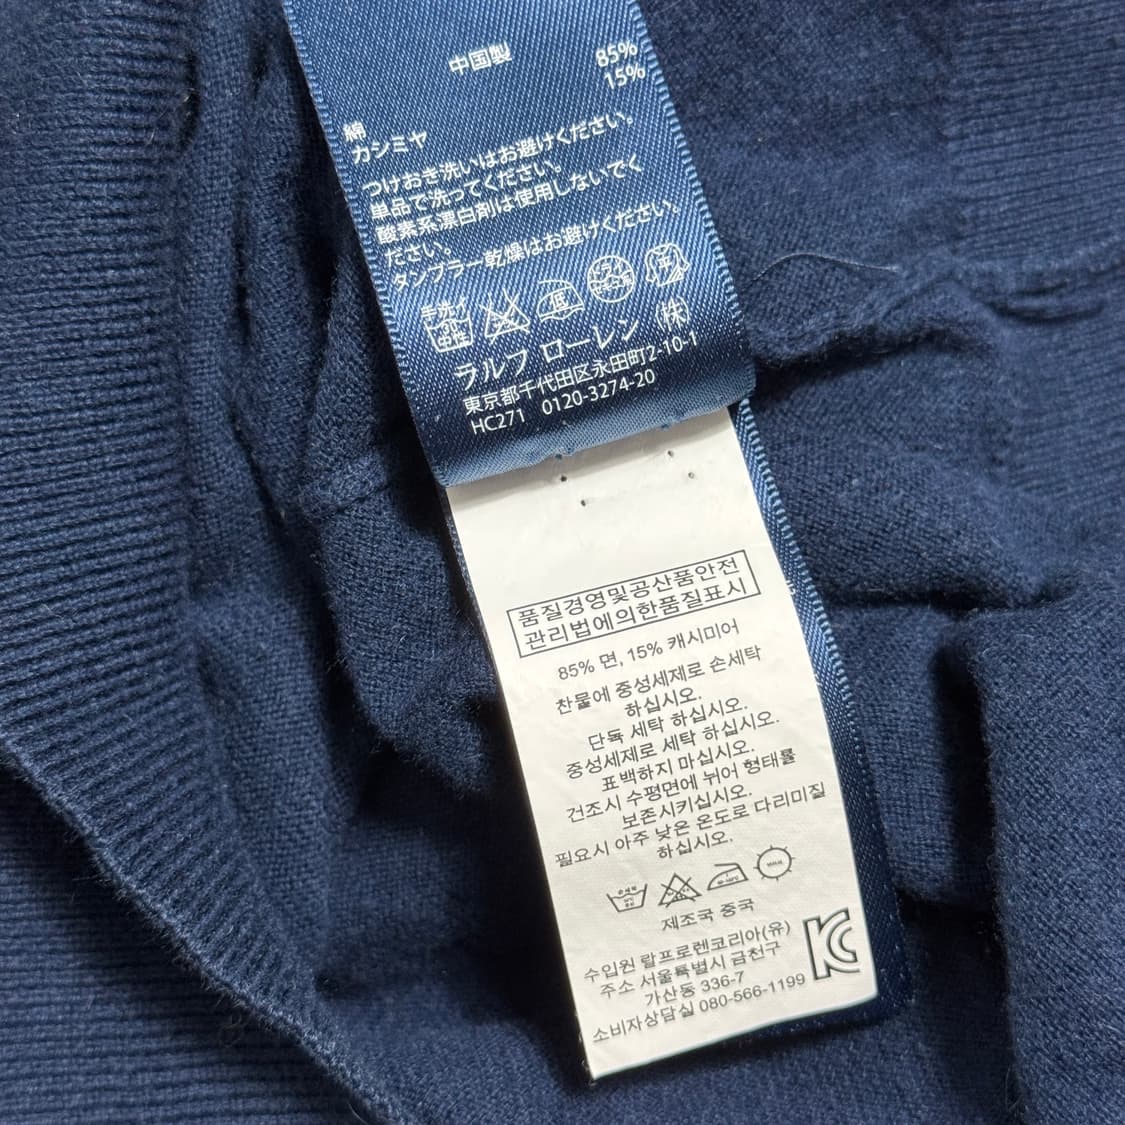 中国製
85%
15%
綿
カシミヤ
つけおき洗いはお避けください。
単品で洗ってください。
酸素系漂白剤は使用しないでく
ださい。
タンブラー乾燥はお避けください。
手洗イ
中性
低
平
ラルフ ローレン (株)
東京都千代田区永田町2-10-1
HC271 0120-3274-20
품질경영및공산품안전
관리법에의한품질표시
85% 면, 15% 캐시미어
찬물에 중성세제로 손세탁
하십시오.
단독 세탁 하십시오.
중성세제로 세탁 하십시오.
표백하지 마십시오.
건조시 수평면에 뉘어 형태를
보존시키십시오.
필요시 아주 낮은 온도로 다리미질
하십시오.
제조국 중국
수입원 랄프로렌코리아(유)
주소 서울특별시 금천구
가산동 336-7
소비자상담실 080-566-1199
KC